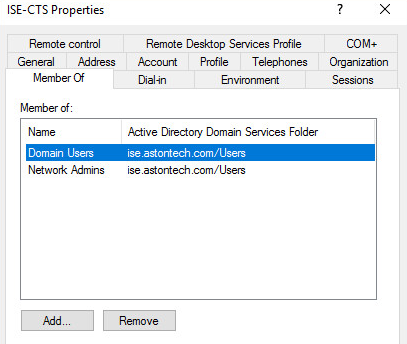 ISE-CTS Properties ? ×
Remote control Remote Desktop Services Profile COM+
General Address Account Profile Telephones Organization
Member Of Dial-in Environment Sessions
Member of:
Name Active Directory Domain Services Folder
Domain Users ise.astontech.com/Users
Network Admins ise.astontech.com/Users
Add... Remove